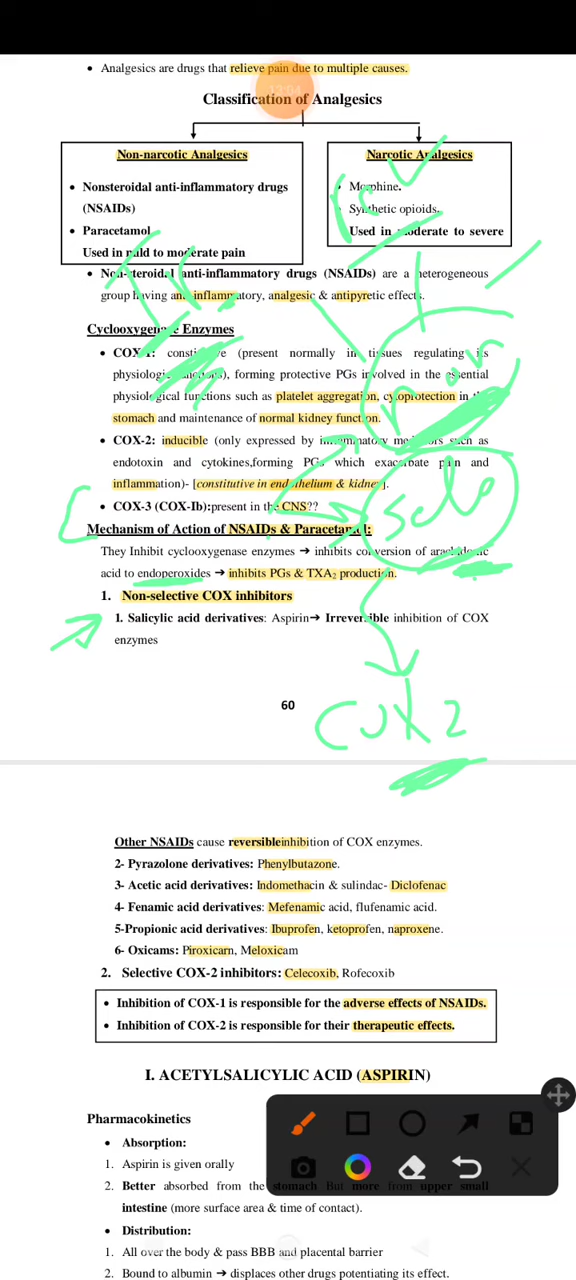 • Analgesics are drugs that relieve pain due to multiple causes.
13:04
Classification of Analgesics
Non-narcotic Analgesics
• Nonsteroidal anti-inflammatory drugs
(NSAIDs)
• Paracetamol
Used in mild to moderate pain
Narcotic Analgesics
• Morphine.
• Synthetic opioids.
Used in moderate to severe
• Nonsteroidal anti-inflammatory drugs (NSAIDs) are a heterogeneous
group having anti-inflammatory, analgesic & antipyretic effects.
Cyclooxygenase Enzymes
• COX-1: constitutive (present normally in tissues regulating its
physiologic functions), forming protective PGs involved in the essential
physiological functions such as platelet aggregation, cytoprotection in the
stomach and maintenance of normal kidney function.
non
• COX-2: inducible (only expressed by inflammatory mediators such as
endotoxin and cytokines,forming PGs which exacerbate pain and
inflammation)- [constitutive in endothelium & kidney].
• COX-3 (COX-Ib):present in the CNS??
Sele
Mechanism of Action of NSAIDs & Paracetamol:
They Inhibit cyclooxygenase enzymes ➔ inhibits conversion of arachidonic
acid to endoperoxides ➔ inhibits PGs & TXA₂ production.
1. Non-selective COX inhibitors
1. Salicylic acid derivatives: Aspirin➔ Irreversible inhibition of COX
enzymes
60
COX 2
Other NSAIDs cause reversibleinhibition of COX enzymes.
2- Pyrazolone derivatives: Phenylbutazone.
3- Acetic acid derivatives: Indomethacin & sulindac- Diclofenac
4- Fenamic acid derivatives: Mefenamic acid, flufenamic acid.
5-Propionic acid derivatives: Ibuprofen, ketoprofen, naproxene.
6- Oxicams: Piroxicarn, Meloxicam
2. Selective COX-2 inhibitors: Celecoxib, Rofecoxib
• Inhibition of COX-1 is responsible for the adverse effects of NSAIDs.
• Inhibition of COX-2 is responsible for their therapeutic effects.
I. ACETYLSALICYLIC ACID (ASPIRIN)
Pharmacokinetics
• Absorption:
1. Aspirin is given orally
2. Better absorbed from the stomach But more from upper small
intestine (more surface area & time of contact).
• Distribution:
1. All over the body & pass BBB and placental barrier
2. Bound to albumin ➔ displaces other drugs potentiating its effect.